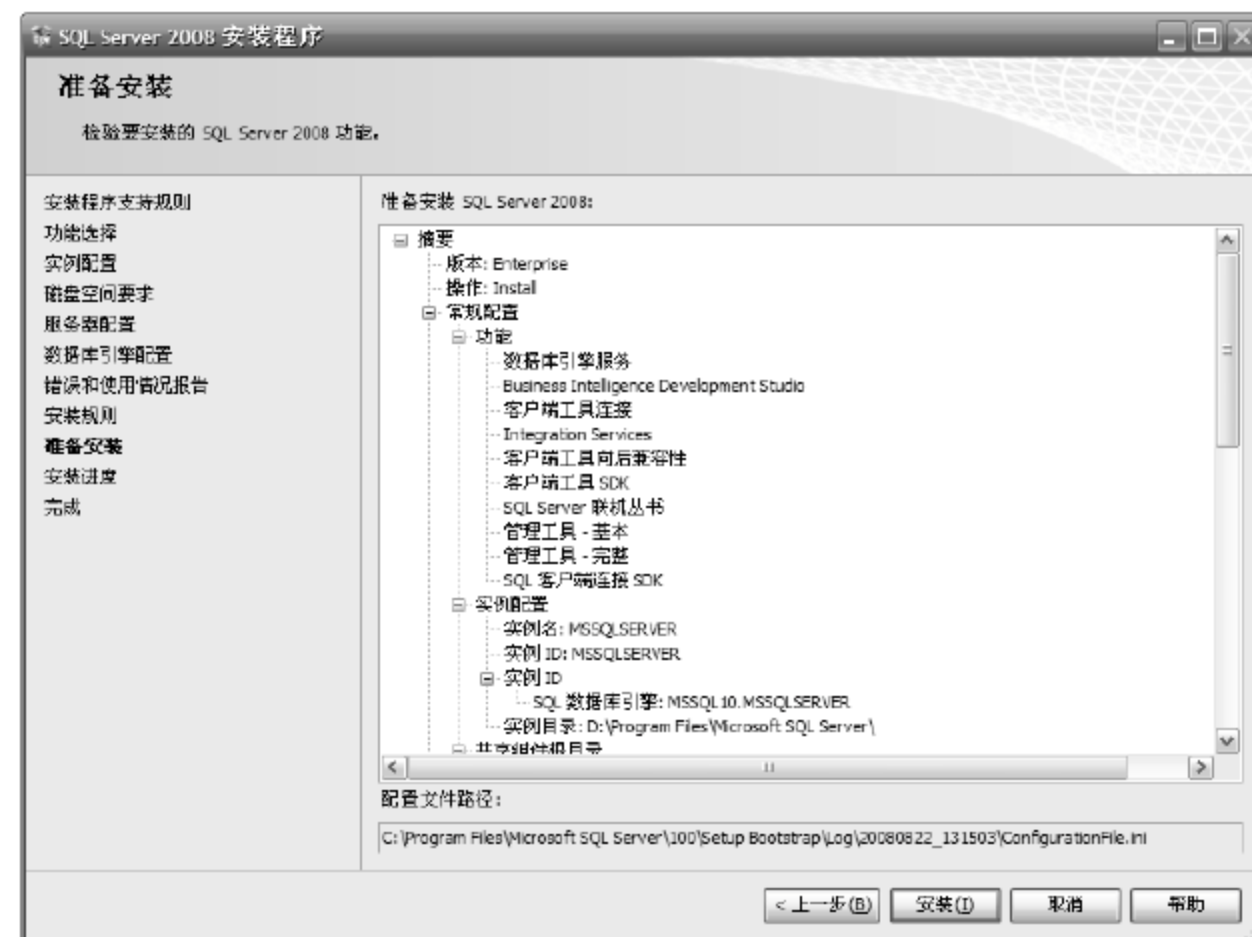 SQL Server 2008 安装程序
准备安装
检验要安装的 SQL Server 2008 功能。
安装程序支持规则
功能选择
实例配置
磁盘空间要求
服务器配置
数据库引擎配置
错误和使用情况报告
安装规则
准备安装
安装进度
完成
准备安装 SQL Server 2008:
摘要
版本: Enterprise
操作: Install
常规配置
功能
数据库引擎服务
Business Intelligence Development Studio
客户端工具连接
Integration Services
客户端工具向后兼容性
客户端工具 SDK
SQL Server 联机丛书
管理工具 - 基本
管理工具 - 完整
SQL 客户端连接 SDK
实例配置
实例名: MSSQLSERVER
实例 ID: MSSQLSERVER
实例 ID
SQL 数据库引擎: MSSQL10.MSSQLSERVER
实例目录: D:\Program Files\Microsoft SQL Server\
共享组件根目录
配置文件路径:
C:\Program Files\Microsoft SQL Server\100\Setup Bootstrap\Log\20080822_131503\ConfigurationFile.ini
< 上一步(B) 安装(I) 取消 帮助